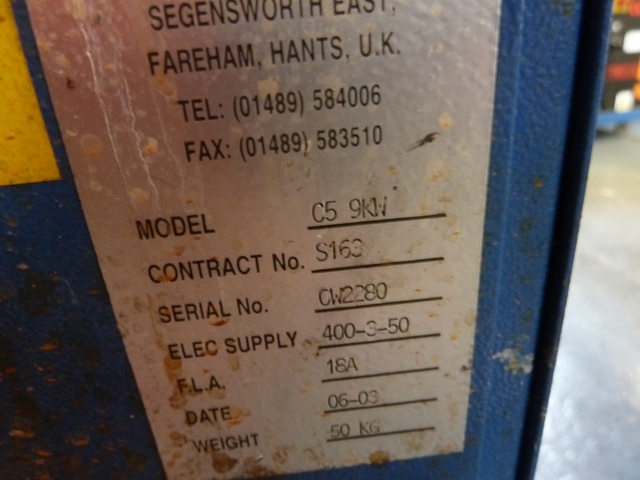 SEGENSWORTH EAST,
FAREHAM, HANTS, U.K.
TEL: (01489) 584006
FAX: (01489) 583510
MODEL C5 9KW
CONTRACT No. S163
SERIAL No. CW2280
ELEC SUPPLY 400-3-50
F.L.A. 18A
DATE 06-03
WEIGHT 50 KG